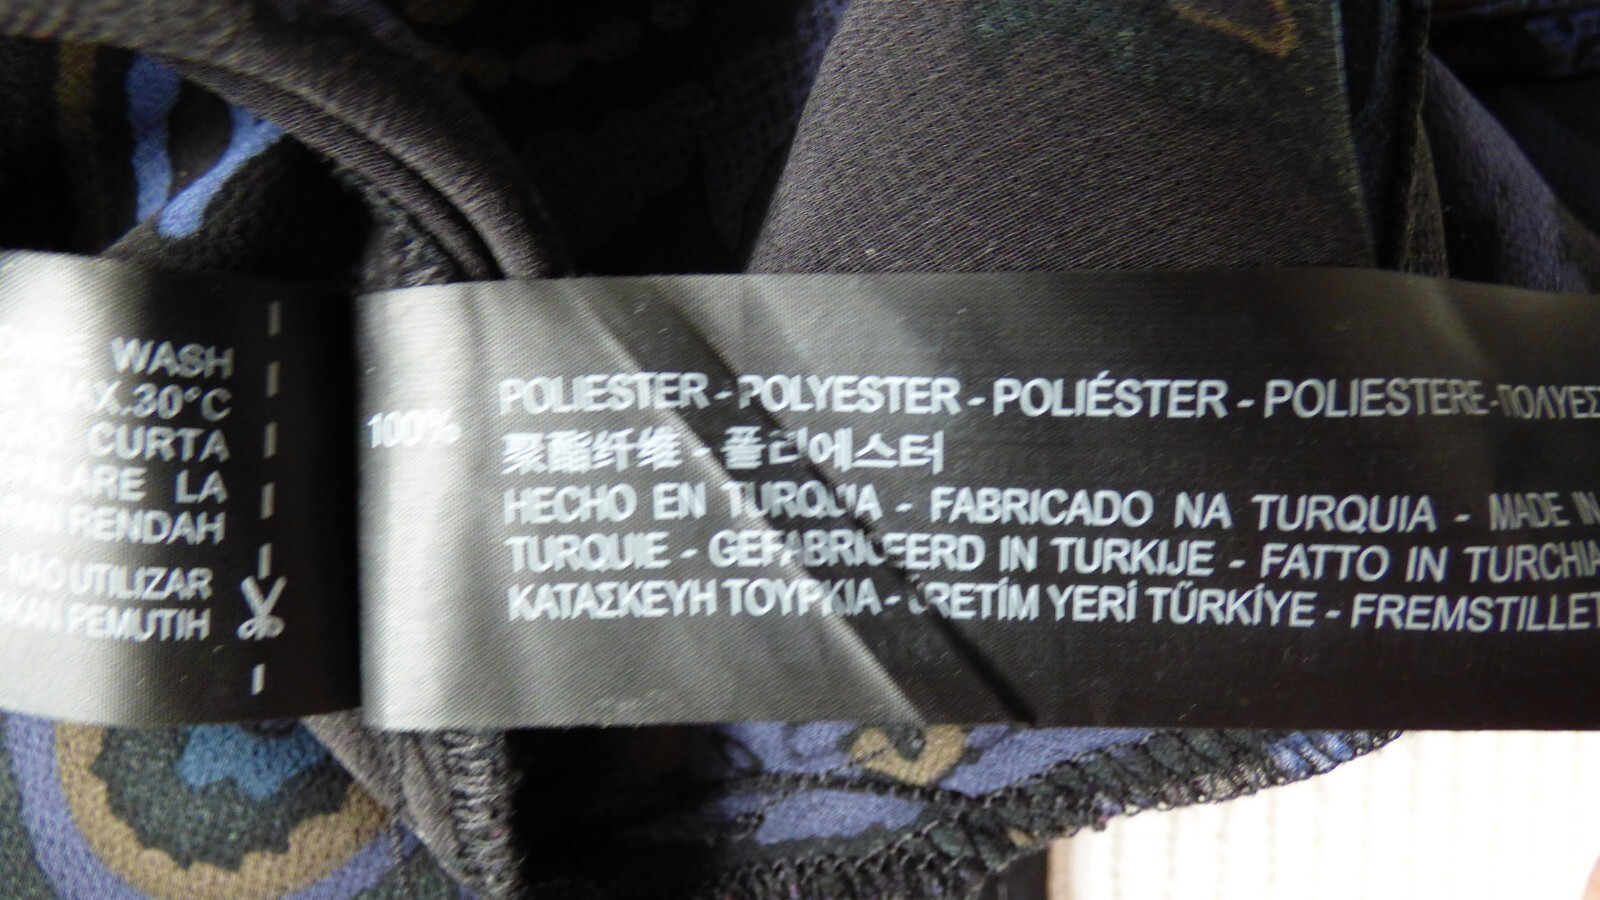 WASH
MAX.30°C
CURTA
LA
RENDAH
NÃO UTILIZAR
PEMUTIH
100%
POLIESTER - POLYESTER - POLIÉSTER - POLIESTERE - ΠΟΛΥΕΣ
聚酯纤维 - 폴리에스터
HECHO EN TURQUIA - FABRICADO NA TURQUIA - MADE IN
TURQUIE - GEFABRICEERD IN TURKIJE - FATTO IN TURCHIA
ΚΑΤΑΣΚΕΥΗ ΤΟΥΡΚΙΑ - ÜRETİM YERİ TÜRKİYE - FREMSTILLET